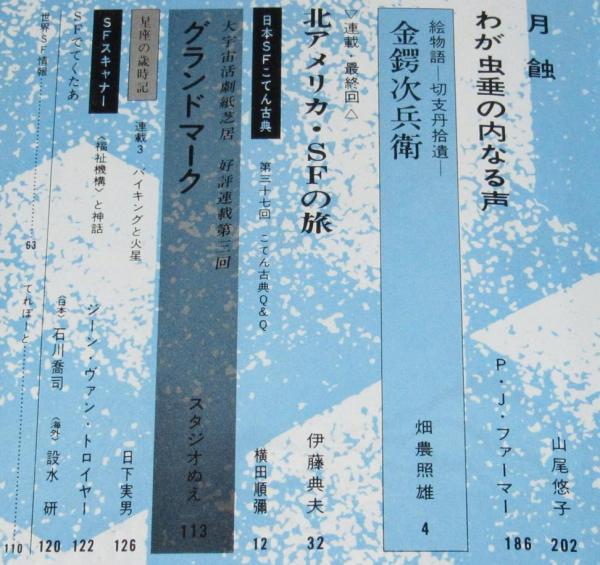 月蝕
山尾悠子
202
わが虫垂の内なる声
P・J・ファーマー
186
絵物語―切支丹拾遺―
金鍔次兵衛
畑農照雄
4
▽連載・最終回△
北アメリカ・SFの旅
伊藤典夫
32
日本SFこてん古典
第三十七回 こてん古典Q&Q
横田順彌
12
大宇宙活劇紙芝居 好評連載第三回
グランドマーク
スタジオぬえ
113
星座の歳時記
連載3 バイキングと火星
日下実男
126
SFスキャナー
〈福祉機構〉と神話
ジーン・ヴァン・トロイヤー
122
SFでてくたあ
〈日本〉石川喬司 〈海外〉設水研
120
世界SF情報
63
てれぽーと
110